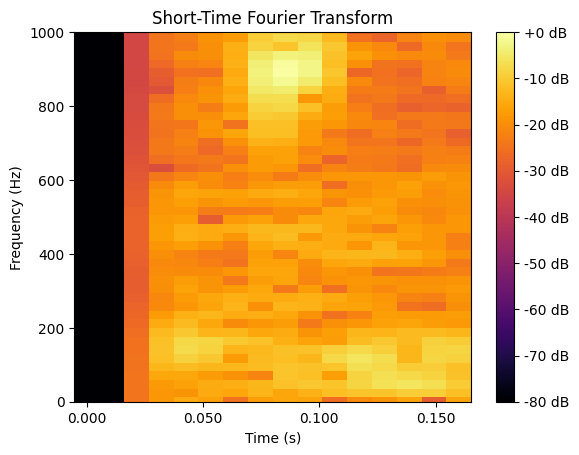 Short-Time Fourier Transform
1000
800
600
400
200
0
Frequency (Hz)
0.000
0.050
0.100
0.150
Time (s)
+0 dB
-10 dB
-20 dB
-30 dB
-40 dB
-50 dB
-60 dB
-70 dB
-80 dB